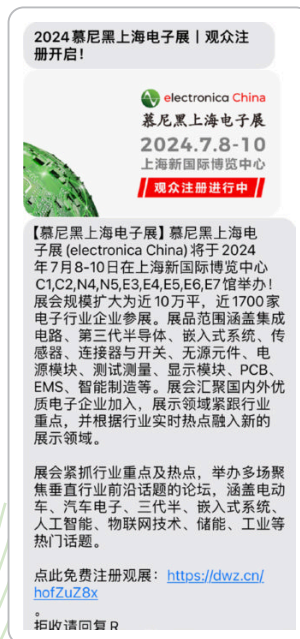 2024慕尼黑上海电子展丨观众注
册开启！
electronica China
慕尼黑上海电子展
2024.7.8-10
上海新国际博览中心
观众注册进行中
【慕尼黑上海电子展】慕尼黑上海电
子展(electronica China)将于2024
年7月8-10日在上海新国际博览中心
C1,C2,N4,N5,E3,E4,E5,E6,E7馆举办！
展会规模扩大为近10万平，近1700家
电子行业企业参展。展品范围涵盖集成
电路、第三代半导体、嵌入式系统、传
感器、连接器与开关、无源元件、电
源模块、测试测量、显示模块、PCB、
EMS、智能制造等。展会汇聚国内外优
质电子企业加入，展示领域紧跟行业
重点，并根据行业实时热点融入新的
展示领域。
展会紧抓行业重点及热点，举办多场聚
焦垂直行业前沿话题的论坛，涵盖电动
车、汽车电子、三代半、嵌入式系统、
人工智能、物联网技术、储能、工业等
热门话题。
点此免费注册观展：https://dwz.cn/
hofZuZ8x
。
拒收请回复R